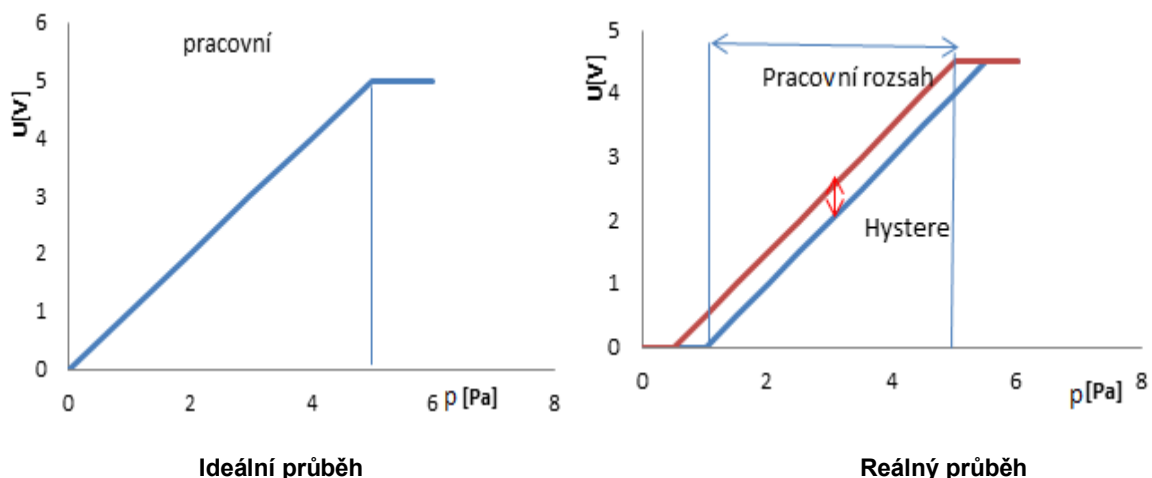 pracovní
U[V]
6
5
4
3
2
1
0
0
2
4
6
8
p [Pa]
Ideální průběh
Pracovní rozsah
Hystere
U[V]
5
4
3
2
1
0
0
2
4
6
8
p[Pa]
Reálný průběh